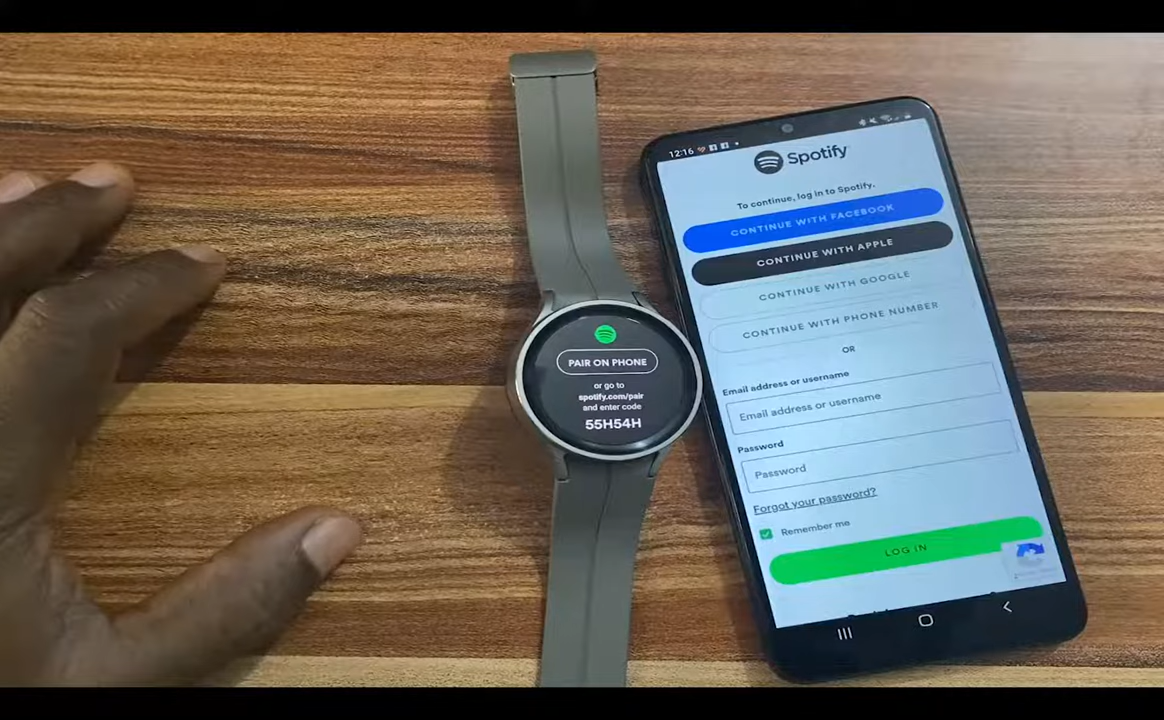 PAIR ON PHONE
or go to
spotify.com/pair
and enter code
55H54H
12:16
Spotify
To continue, log in to Spotify.
CONTINUE WITH FACEBOOK
CONTINUE WITH APPLE
CONTINUE WITH GOOGLE
CONTINUE WITH PHONE NUMBER
OR
Email address or username
Email address or username
Password
Password
Forgot your password?
Remember me
LOG IN